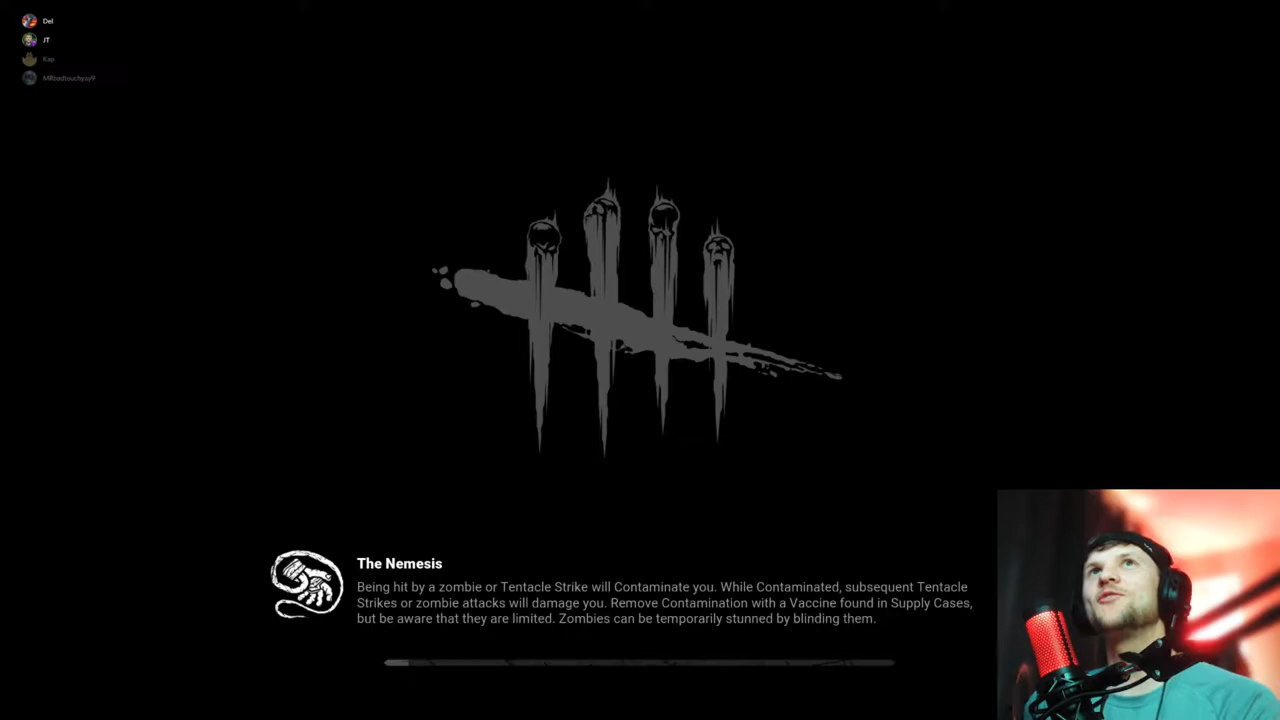 Del
JT
Kap
MRbadtouchysy9
The Nemesis
Being hit by a zombie or Tentacle Strike will Contaminate you. While Contaminated, subsequent Tentacle
Strikes or zombie attacks will damage you. Remove Contamination with a Vaccine found in Supply Cases,
but be aware that they are limited. Zombies can be temporarily stunned by blinding them.